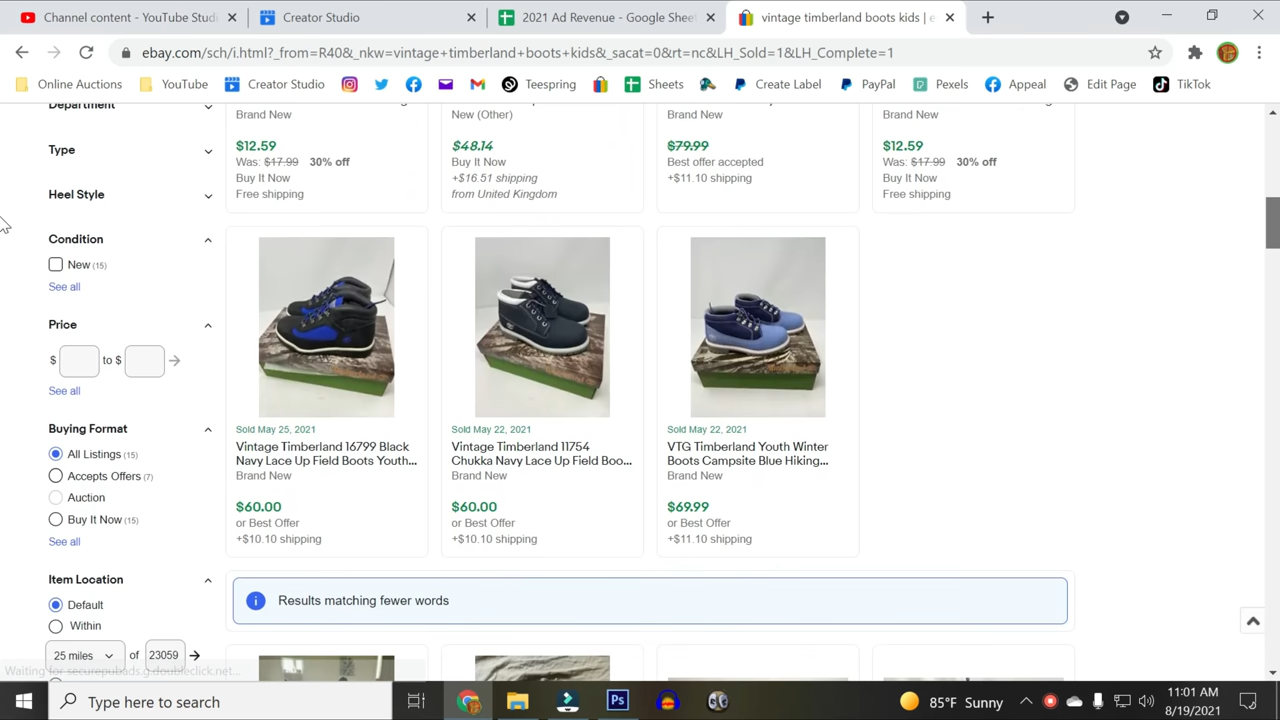 Channel content - YouTube Studi
Creator Studio
2021 Ad Revenue - Google Sheet
vintage timberland boots kids | e
ebay.com/sch/i.html?_from=R40&_nkw=vintage+timberland+boots+kids&_sacat=0&rt=nc&LH_Sold=1&LH_Complete=1
Online Auctions
YouTube
Creator Studio
Teespring
Sheets
Create Label
PayPal
Pexels
Appeal
Edit Page
TikTok
Department
Type
Heel Style
Condition
New (15)
See all
Price
$ to $
See all
Buying Format
All Listings (15)
Accepts Offers (7)
Auction
Buy It Now (15)
See all
Item Location
Default
Within
25 miles of 23059
Brand New
$12.59
Was: $17.99 30% off
Buy It Now
Free shipping
New (Other)
$48.14
Buy It Now
+$16.51 shipping
from United Kingdom
Brand New
$79.99
Best offer accepted
+$11.10 shipping
Brand New
$12.59
Was: $17.99 30% off
Buy It Now
Free shipping
Sold May 25, 2021
Vintage Timberland 16799 Black
Navy Lace Up Field Boots Youth...
Brand New
$60.00
or Best Offer
+$10.10 shipping
Sold May 22, 2021
Vintage Timberland 11754
Chukka Navy Lace Up Field Boo...
Brand New
$60.00
or Best Offer
+$10.10 shipping
Sold May 22, 2021
VTG Timberland Youth Winter
Boots Campsite Blue Hiking...
Brand New
$69.99
or Best Offer
+$11.10 shipping
Results matching fewer words
Waiting for securepubads.g.doubleclick.net...
Type here to search
Ps
85°F Sunny
11:01 AM
8/19/2021